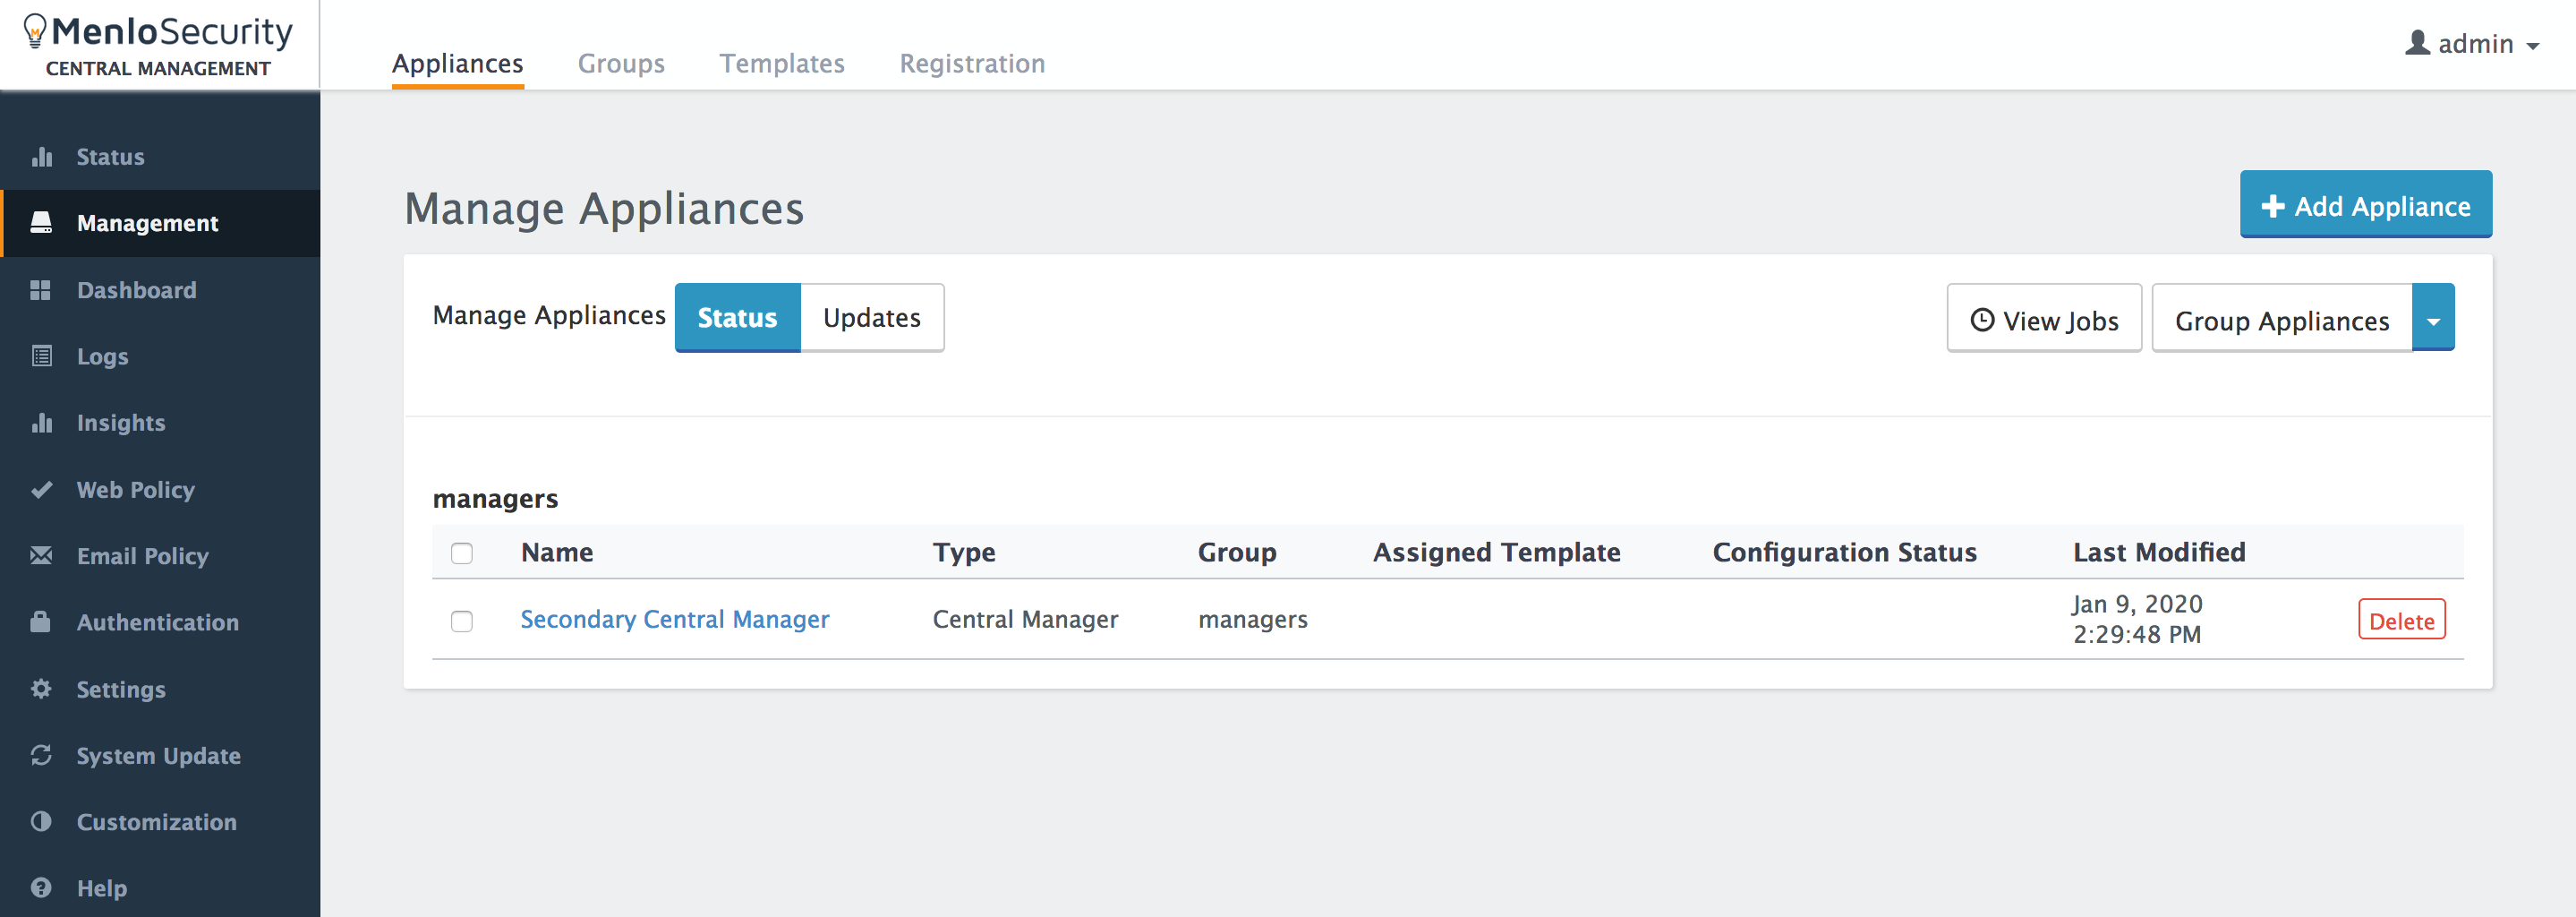 MenloSecurity
CENTRAL MANAGEMENT
Appliances Groups Templates Registration
admin
Status
Management
Dashboard
Logs
Insights
Web Policy
Email Policy
Authentication
Settings
System Update
Customization
Help
Manage Appliances
Add Appliance
Manage Appliances Status Updates
View Jobs Group Appliances
managers
Name Type Group Assigned Template Configuration Status Last Modified
Secondary Central Manager Central Manager managers Jan 9, 2020
2:29:48 PM Delete